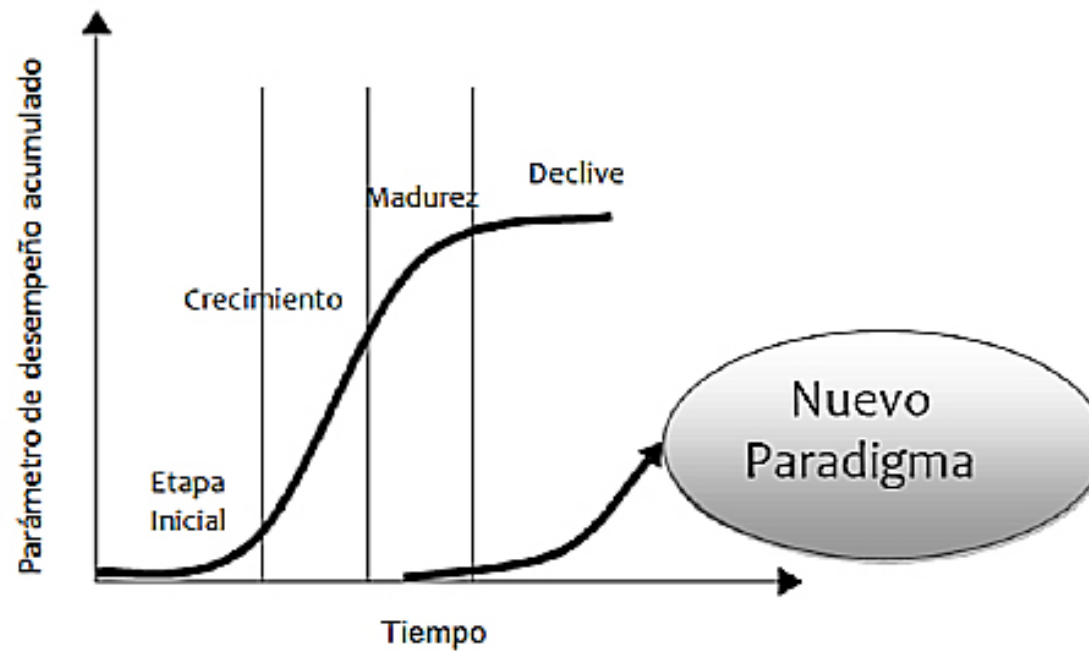 Parámetro de desempeño acumulado
Declive
Madurez
Crecimiento
Etapa
Inicial
Nuevo
Paradigma
Tiempo